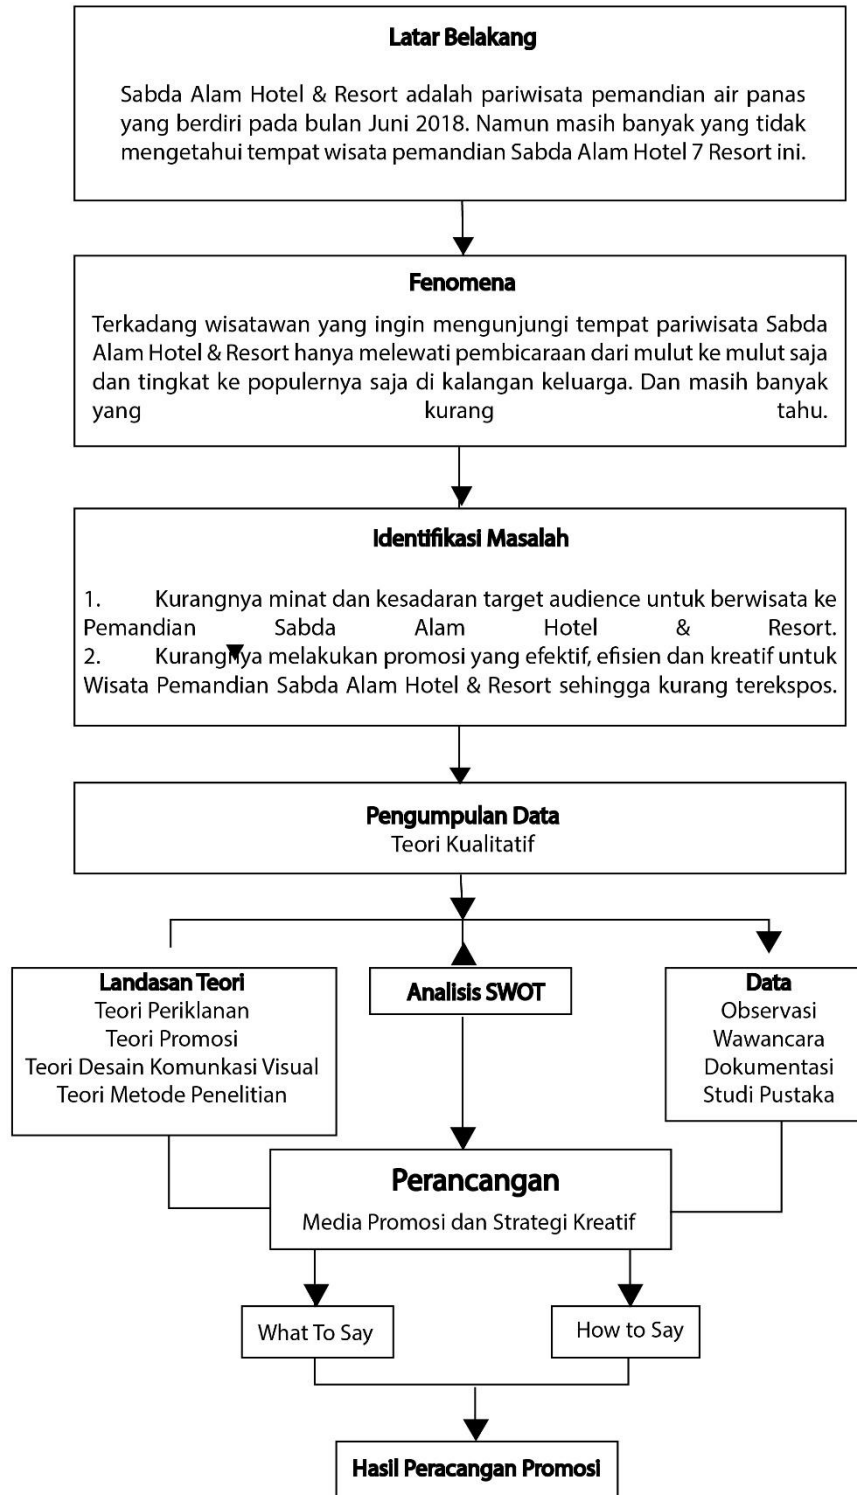 Latar Belakang
Sabda Alam Hotel & Resort adalah pariwisata pemandian air panas
yang berdiri pada bulan Juni 2018. Namun masih banyak yang tidak
mengetahui tempat wisata pemandian Sabda Alam Hotel 7 Resort ini.
Fenomena
Terkadang wisatawan yang ingin mengunjungi tempat pariwisata Sabda
Alam Hotel & Resort hanya melewati pembicaraan dari mulut ke mulut saja
dan tingkat ke populernya saja di kalangan keluarga. Dan masih banyak
yang kurang tahu.
Identifikasi Masalah
1. Kurangnya minat dan kesadaran target audience untuk berwisata ke
Pemandian Sabda Alam Hotel & Resort.
2. Kurangnya melakukan promosi yang efektif, efisien dan kreatif untuk
Wisata Pemandian Sabda Alam Hotel & Resort sehingga kurang terekspos.
Pengumpulan Data
Teori Kualitatif
Landasan Teori
Teori Periklanan
Teori Promosi
Teori Desain Komunkasi Visual
Teori Metode Penelitian
Analisis SWOT
Data
Observasi
Wawancara
Dokumentasi
Studi Pustaka
Perancangan
Media Promosi dan Strategi Kreatif
What To Say
How to Say
Hasil Peracangan Promosi